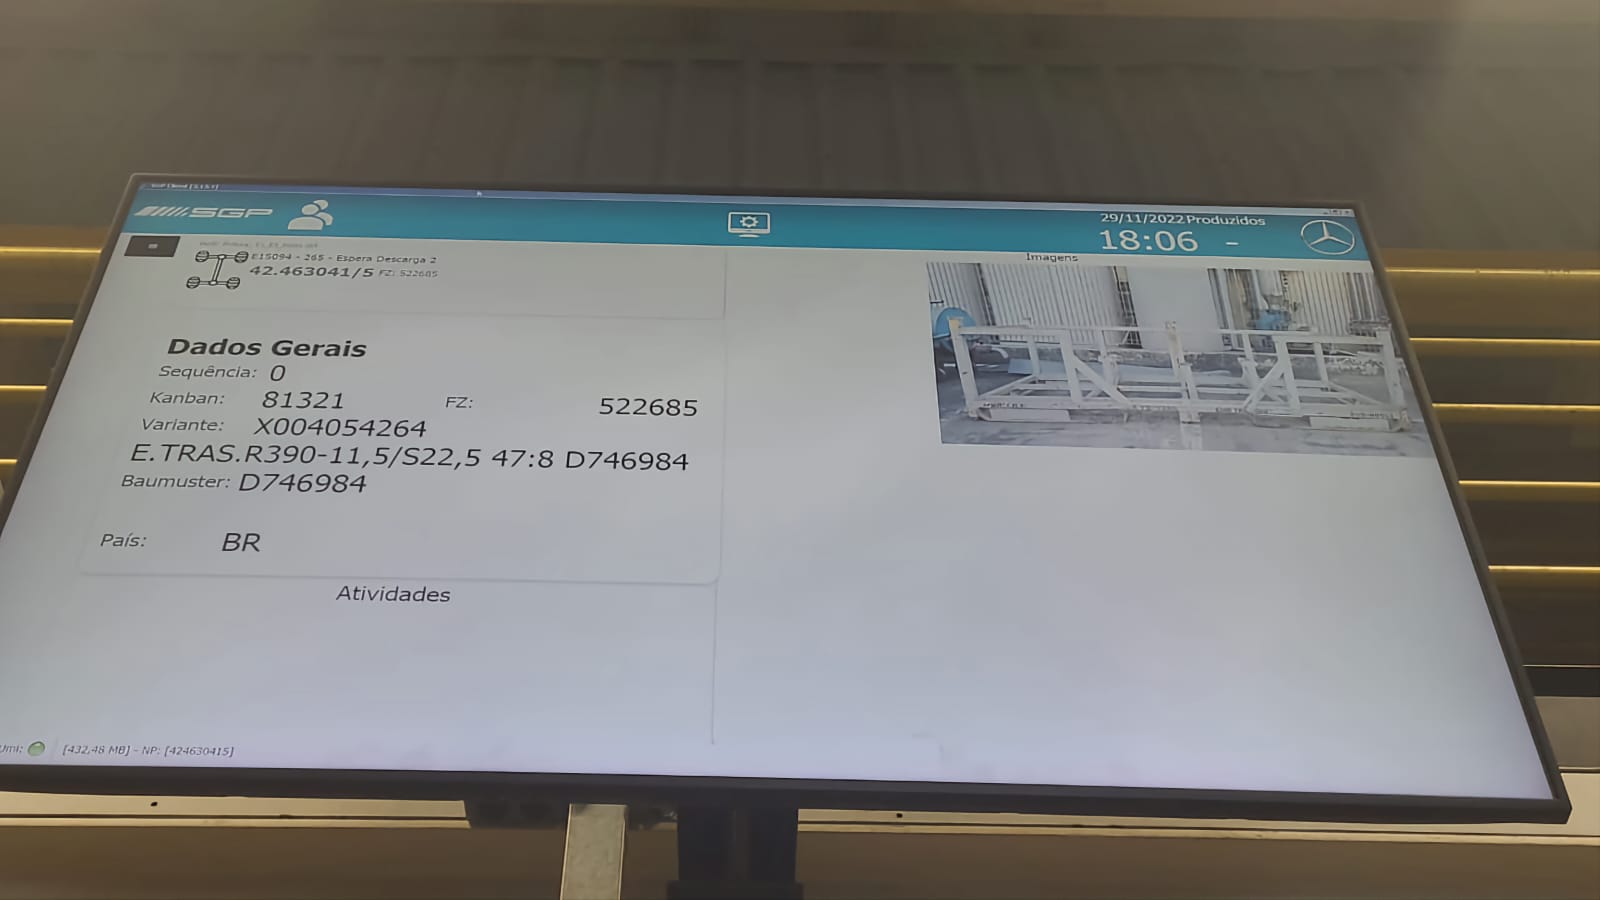 SGP
29/11/2022 Produzidos
18:06 -
E15094 - 265 - Espera Descarga 2
42.463041/5 FZ: 522685
Imagens
Dados Gerais
Sequência: 0
Kanban: 81321 FZ: 522685
Variante: X004054264
E.TRAS.R390-11,5/S22,5 47:8 D746984
Baumuster: D746984
País: BR
Atividades
[432,48 MB] - NP: [424630415]